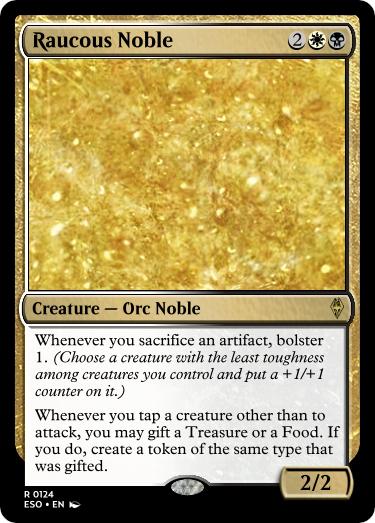 Raucous Noble 2
Creature — Orc Noble
Whenever you sacrifice an artifact, bolster
1. (Choose a creature with the least toughness
among creatures you control and put a +1/+1
counter on it.)
Whenever you tap a creature other than to
attack, you may gift a Treasure or a Food. If
you do, create a token of the same type that
was gifted.
2/2
R 0124
ESO • EN